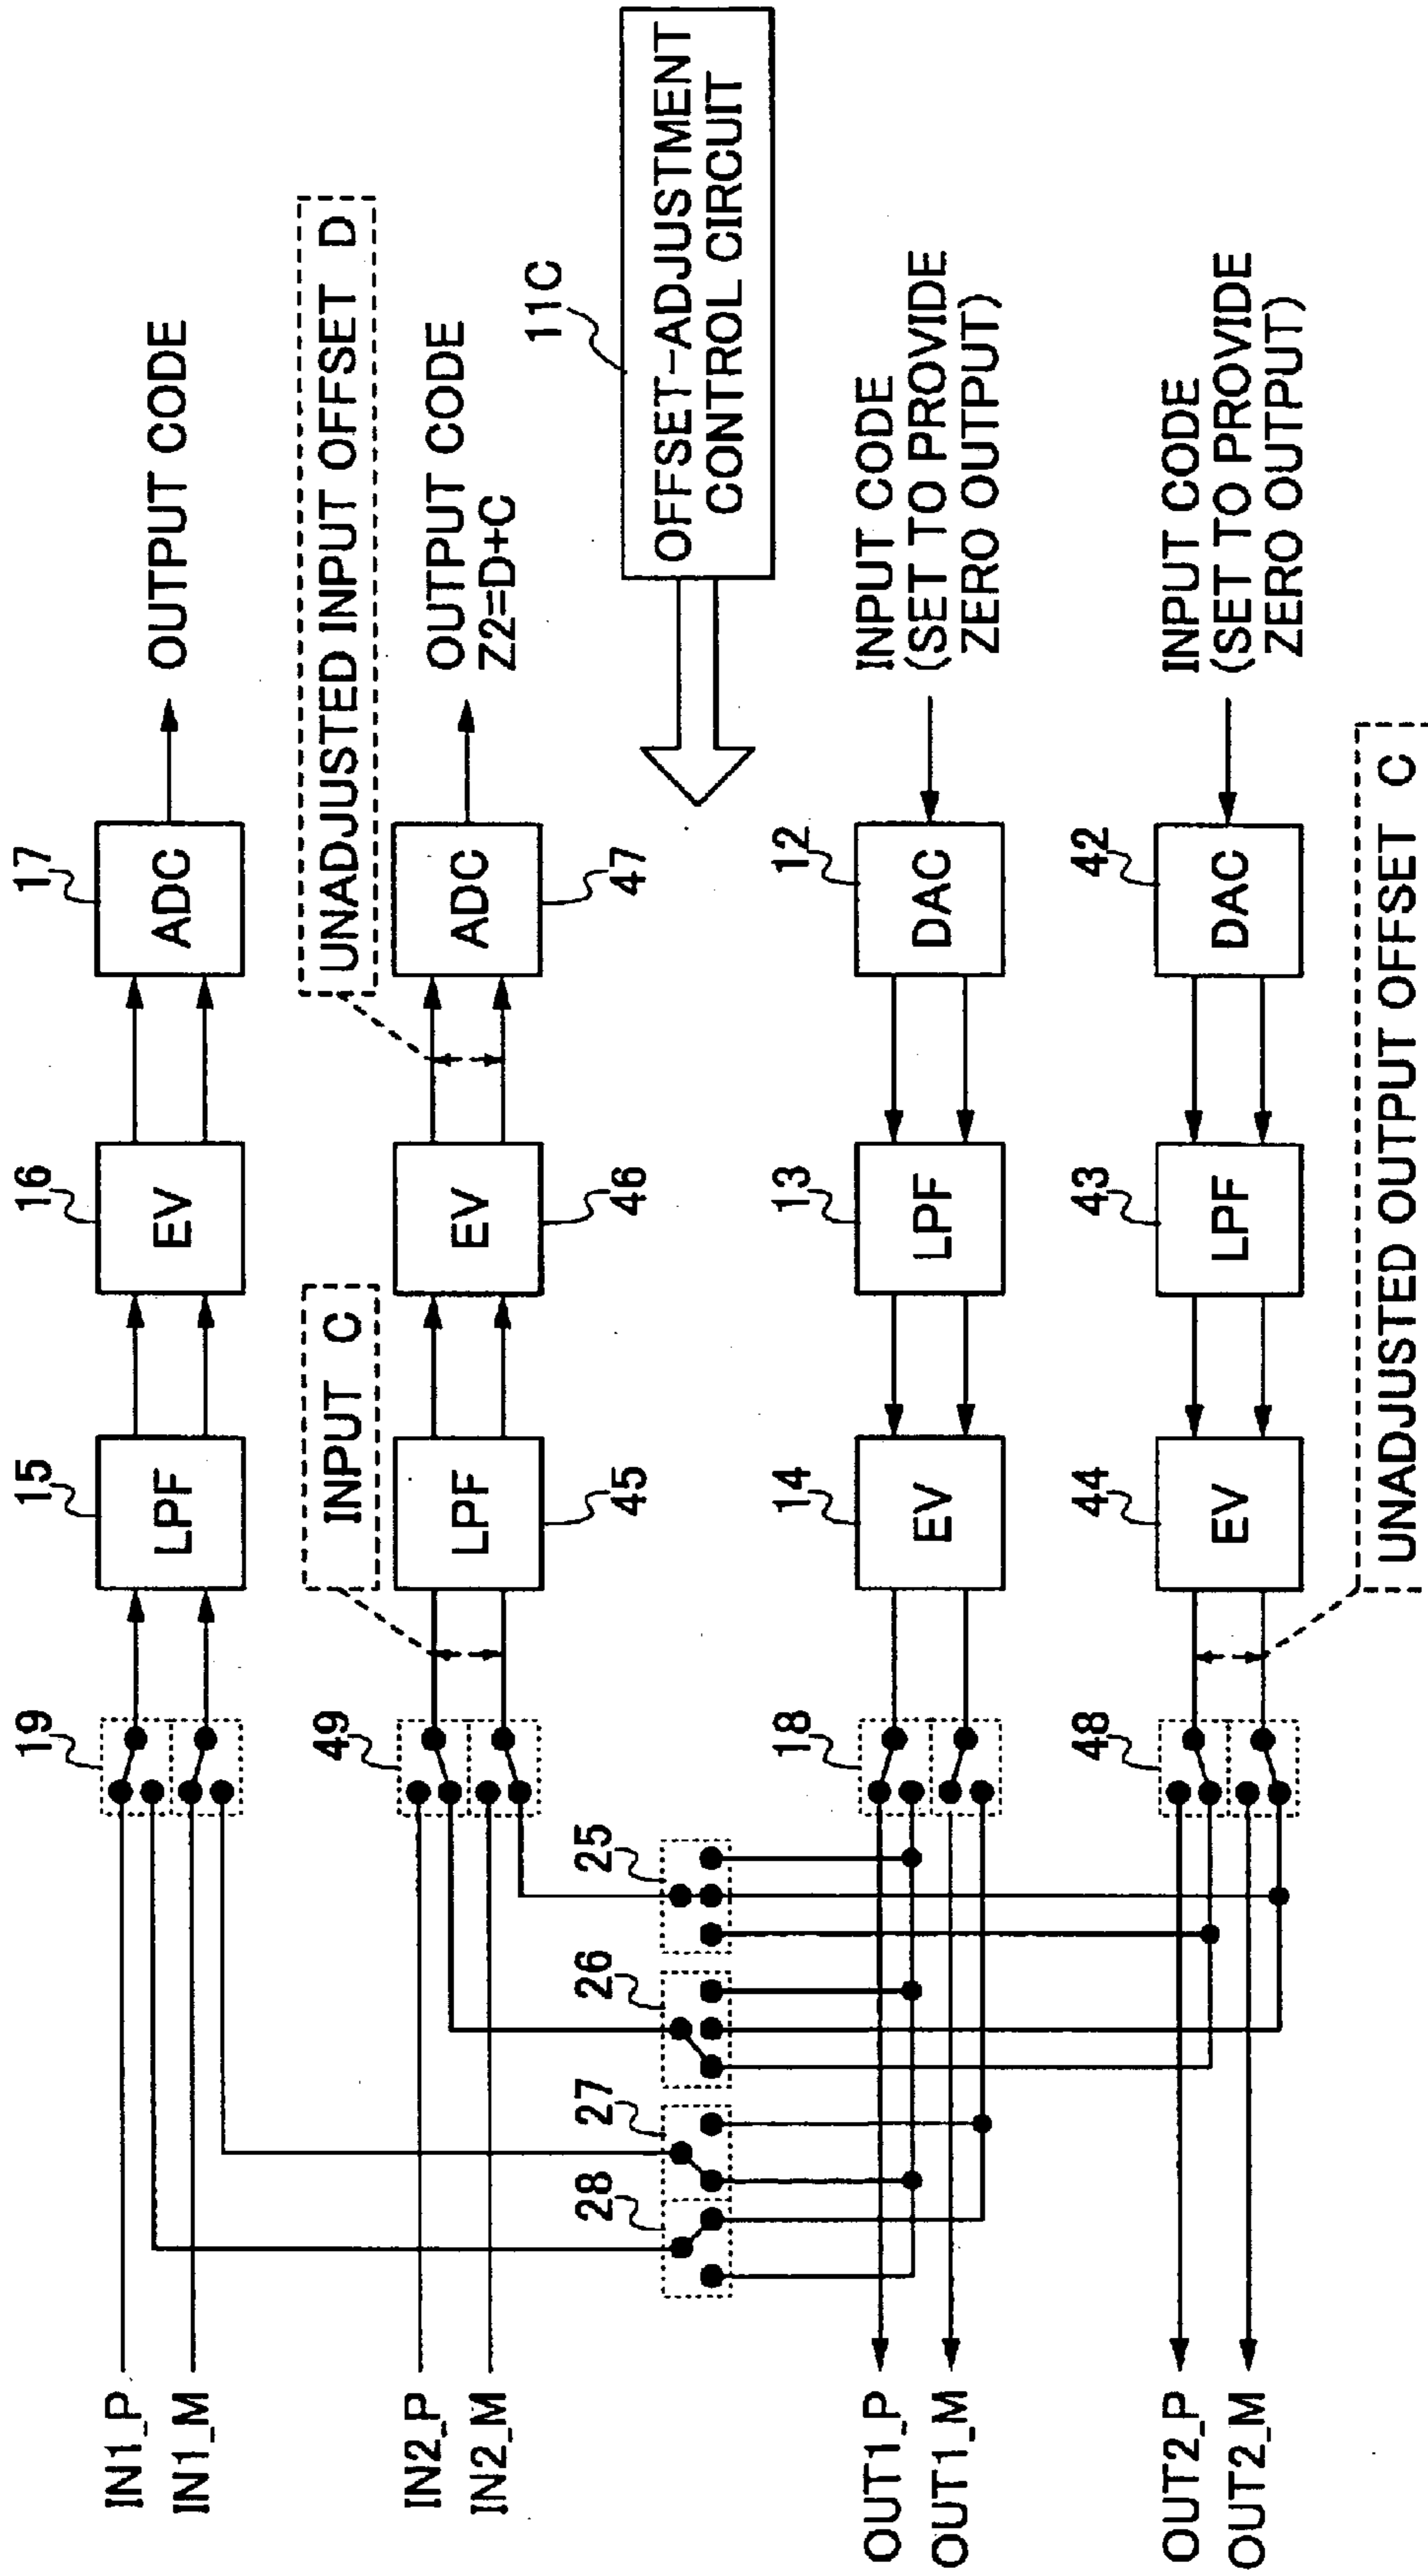 IN1_P
IN1_M
19
15
LPF
16
EV
17
ADC
OUTPUT CODE
IN2_P
IN2_M
49
INPUT C
LPF
45
EV
46
UNADJUSTED INPUT OFFSET D
ADC
47
OUTPUT CODE
Z2=D+C
28
27
26
25
11C
OFFSET-ADJUSTMENT
CONTROL CIRCUIT
OUT1_P
OUT1_M
18
14
EV
13
LPF
12
DAC
INPUT CODE
(SET TO PROVIDE
ZERO OUTPUT)
OUT2_P
OUT2_M
48
44
EV
43
LPF
42
DAC
INPUT CODE
(SET TO PROVIDE
ZERO OUTPUT)
UNADJUSTED OUTPUT OFFSET C